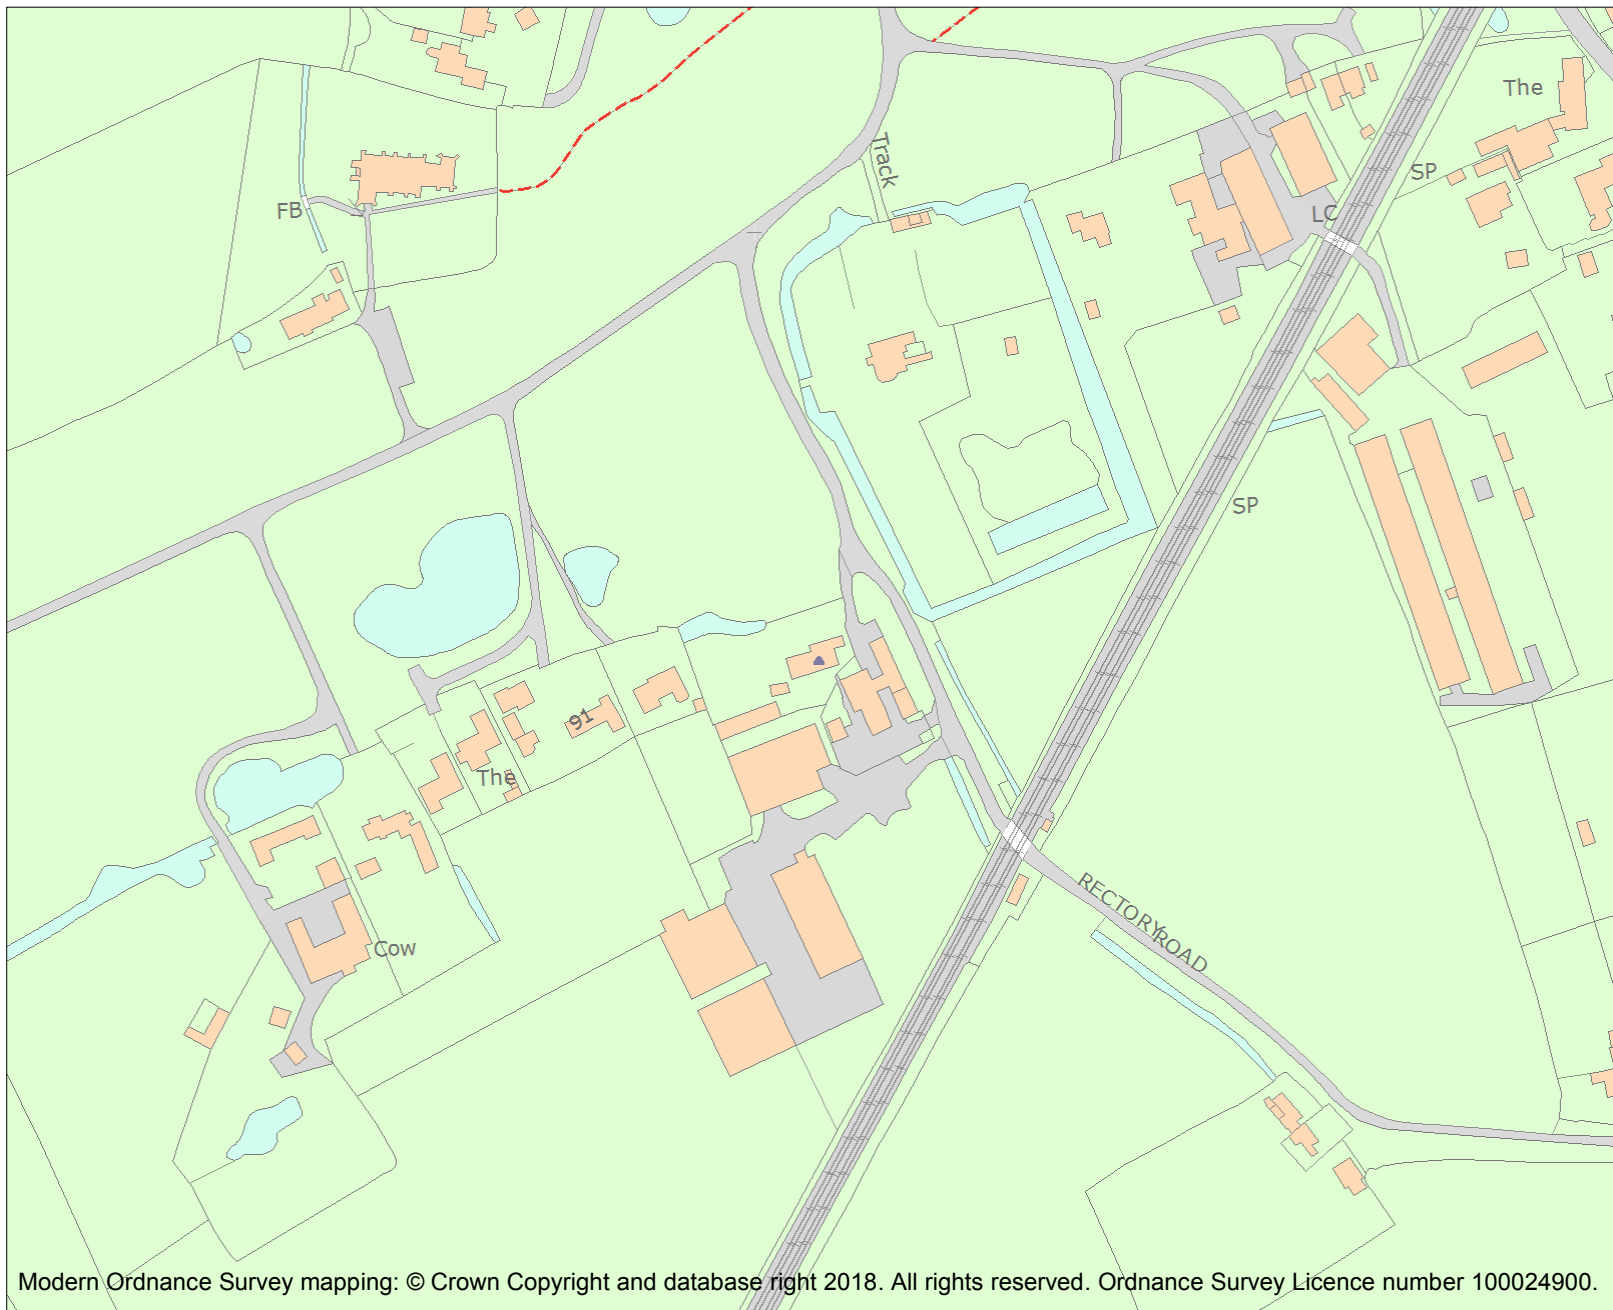 The
Track
SP
FB
LC
SP
91
The
RECTORY
ROAD
Cow
Modern Ordnance Survey mapping: © Crown Copyright and database right 2018. All rights reserved. Ordnance Survey Licence number 100024900.